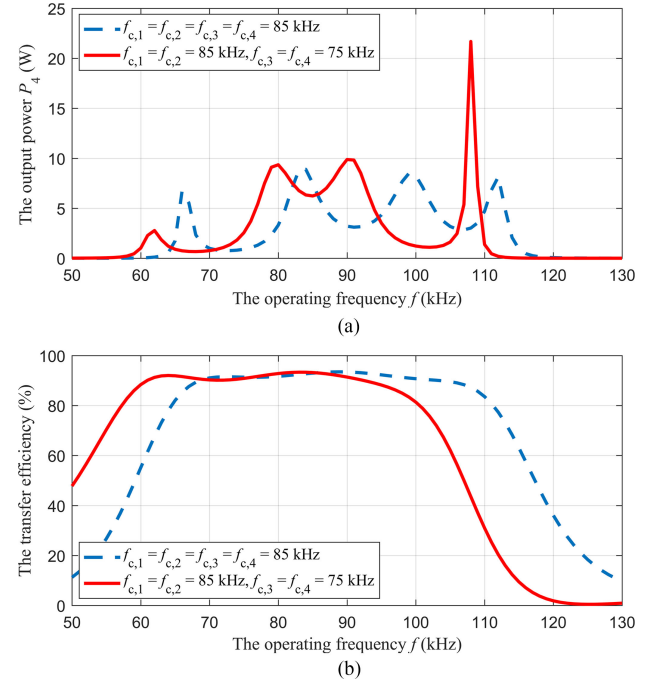 25
20
15
10
5
0
The output power P4 (W)
fc,1 = fc,2 = fc,3 = fc,4 = 85 kHz
fc,1 = fc,2 = 85 kHz, fc,3 = fc,4 = 75 kHz
50 60 70 80 90 100 110 120 130
The operating frequency f (kHz)
(a)
100
80
60
40
20
0
The transfer efficiency (%)
fc,1 = fc,2 = fc,3 = fc,4 = 85 kHz
fc,1 = fc,2 = 85 kHz, fc,3 = fc,4 = 75 kHz
50 60 70 80 90 100 110 120 130
The operating frequency f (kHz)
(b)